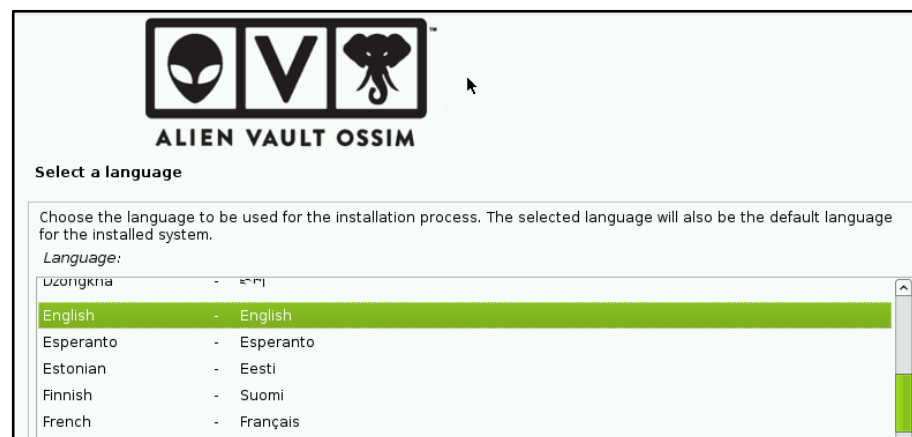 V
™
ALIEN VAULT OSSIM
Select a language
Choose the language to be used for the installation process. The selected language will also be the default language
for the installed system.
Language:
Dzongkha -
English - English
Esperanto - Esperanto
Estonian - Eesti
Finnish - Suomi
French - Français